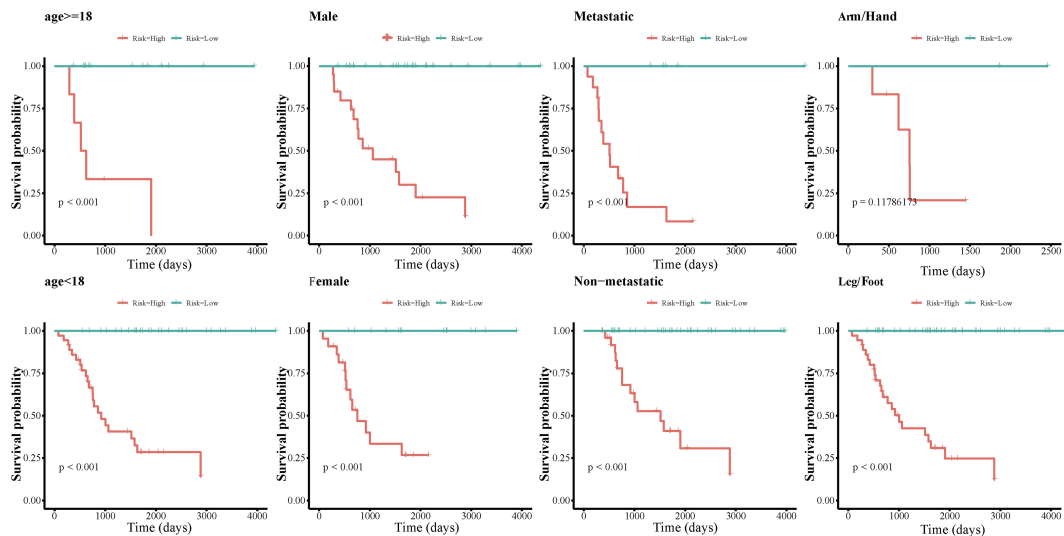 age>=18
Risk=High Risk=Low
Survival probability
1.00
0.75
0.50
0.25
0.00
p < 0.001
0 1000 2000 3000 4000
Time (days)
Male
Risk=High Risk=Low
Survival probability
1.00
0.75
0.50
0.25
0.00
p < 0.001
0 1000 2000 3000 4000
Time (days)
Metastatic
Risk=High Risk=Low
Survival probability
1.00
0.75
0.50
0.25
0.00
p < 0.001
0 1000 2000 3000 4000
Time (days)
Arm/Hand
Risk=High Risk=Low
Survival probability
1.00
0.75
0.50
0.25
0.00
p = 0.11786173
0 500 1000 1500 2000 2500
Time (days)
age<18
Risk=High Risk=Low
Survival probability
1.00
0.75
0.50
0.25
0.00
p < 0.001
0 1000 2000 3000 4000
Time (days)
Female
Risk=High Risk=Low
Survival probability
1.00
0.75
0.50
0.25
0.00
p < 0.001
0 1000 2000 3000 4000
Time (days)
Non−metastatic
Risk=High Risk=Low
Survival probability
1.00
0.75
0.50
0.25
0.00
p < 0.001
0 1000 2000 3000 4000
Time (days)
Leg/Foot
Risk=High Risk=Low
Survival probability
1.00
0.75
0.50
0.25
0.00
p < 0.001
0 1000 2000 3000 4000
Time (days)